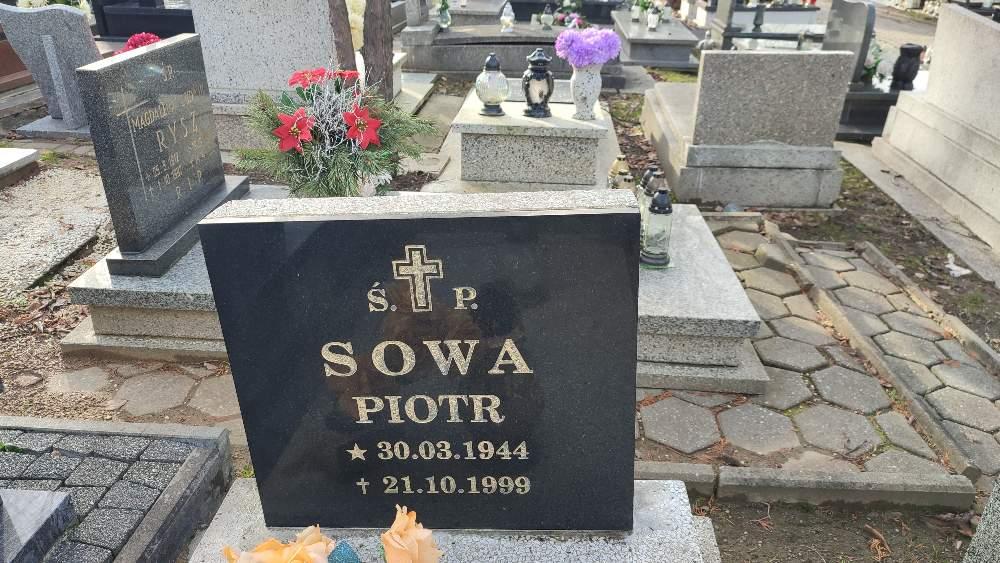 Ś. P.
SOWA
PIOTR
★ 30.03.1944
✝ 21.10.1999
Ś. P.
RYSZ
R. I. P.